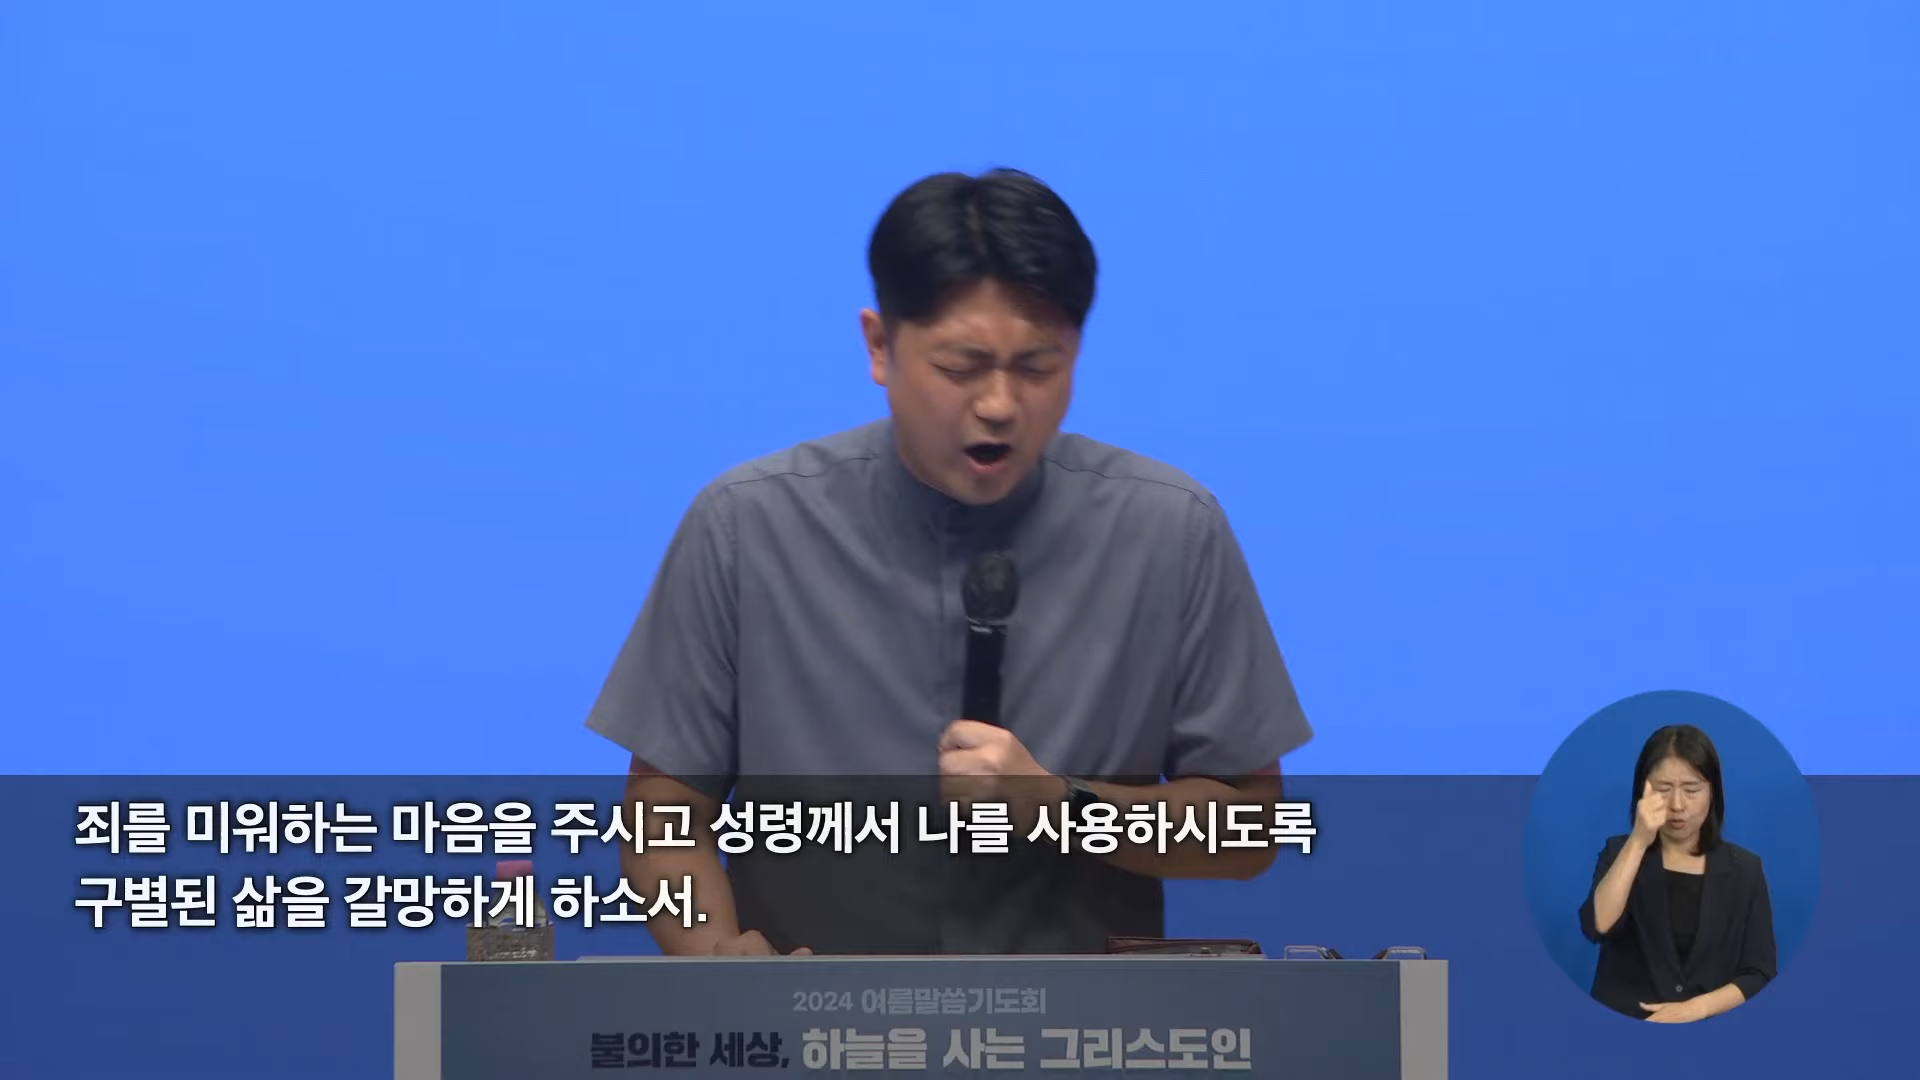 죄를 미워하는 마음을 주시고 성령께서 나를 사용하시도록
구별된 삶을 갈망하게 하소서.
2024 여름말씀기도회
불의한 세상, 하늘을 사는 그리스도인